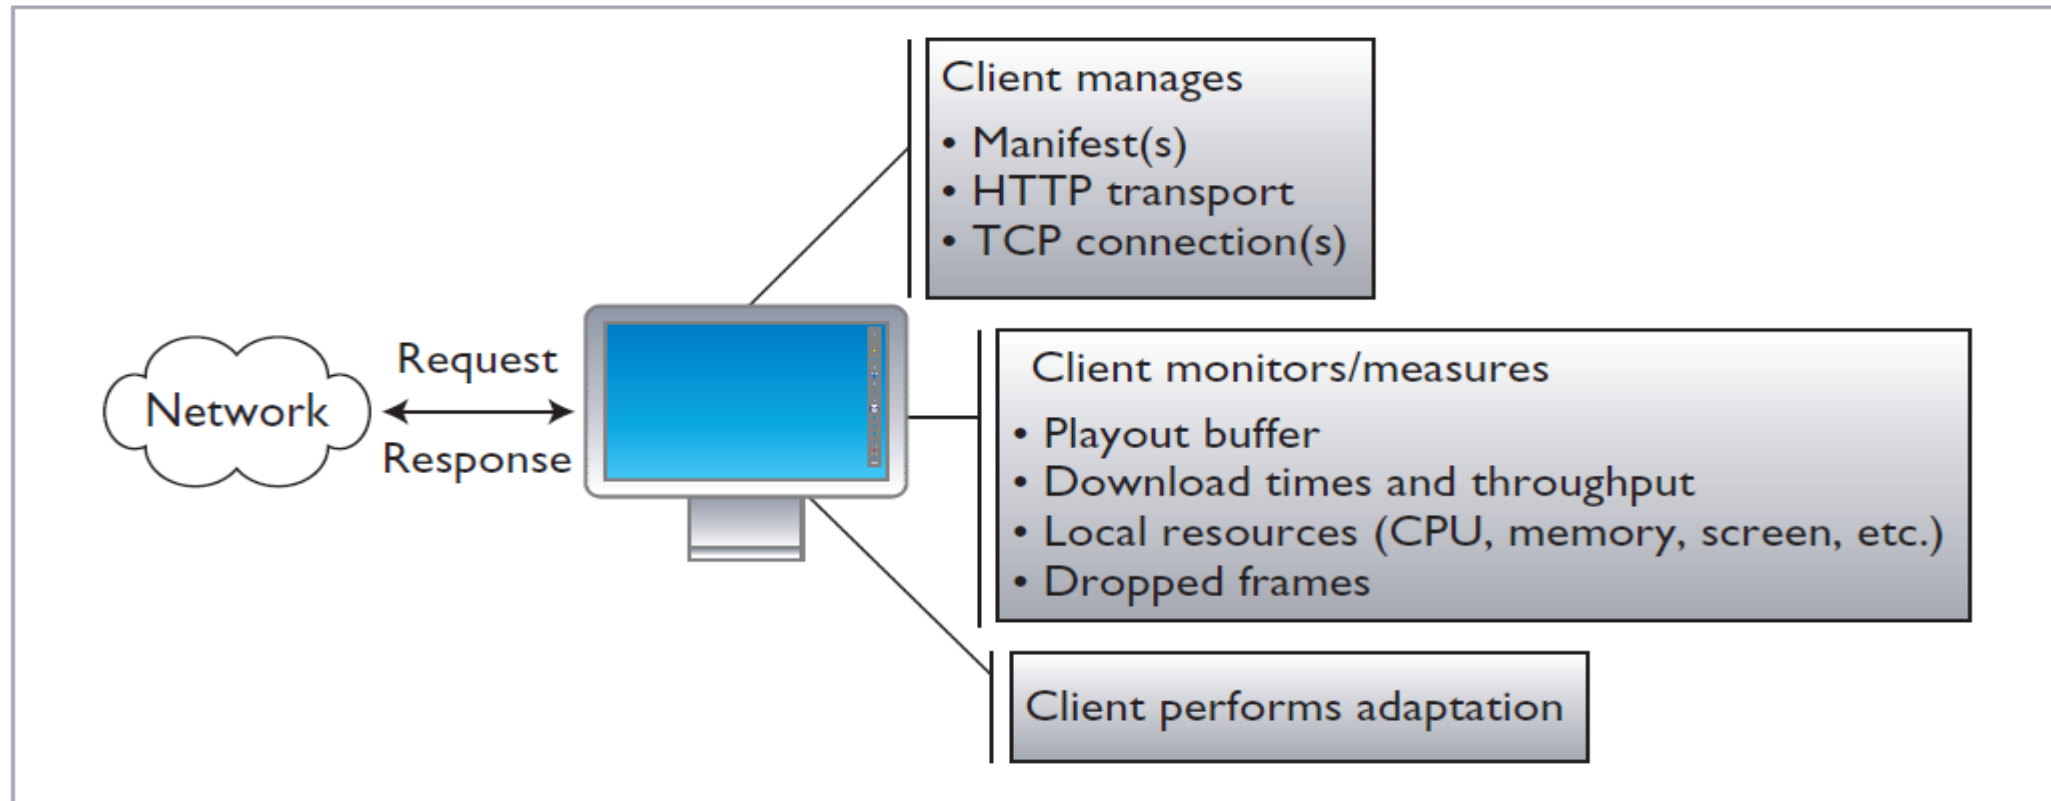 Client manages
• Manifest(s)
• HTTP transport
• TCP connection(s)
Network
Request
Response
Client monitors/measures
• Playout buffer
• Download times and throughput
• Local resources (CPU, memory, screen, etc.)
• Dropped frames
Client performs adaptation